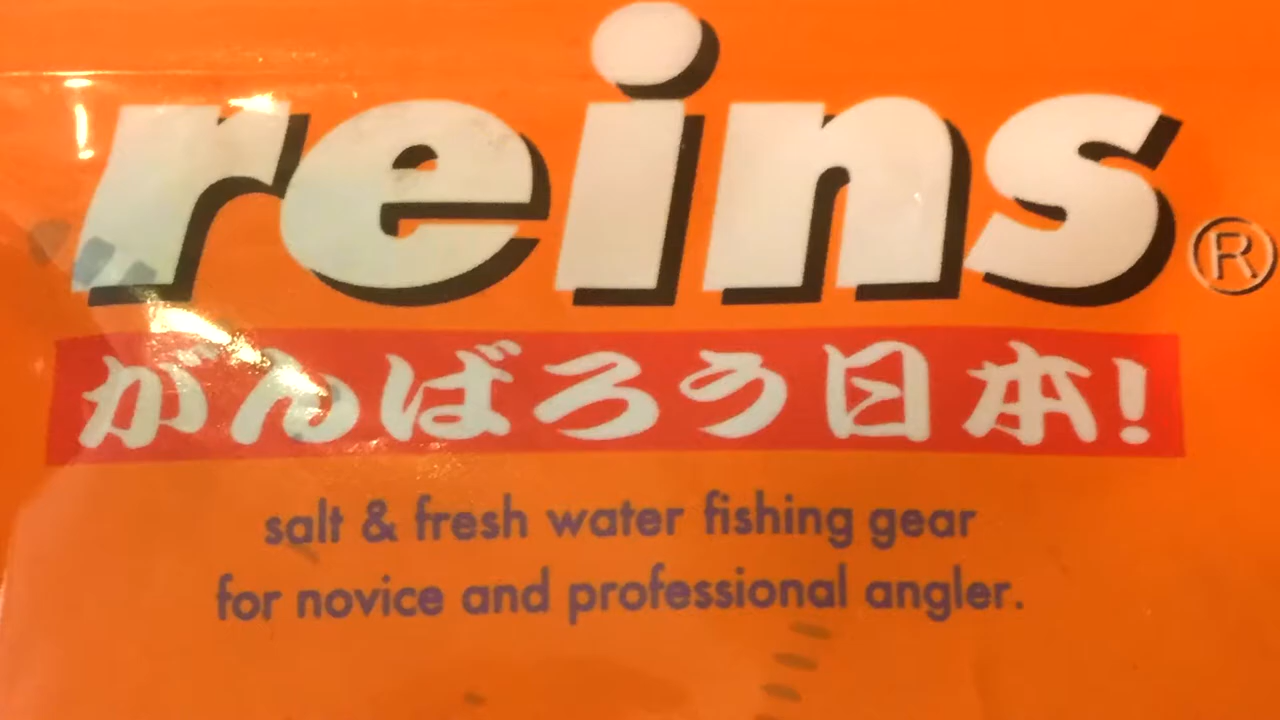 reins®
がんばろう日本!
salt & fresh water fishing gear
for novice and professional angler.